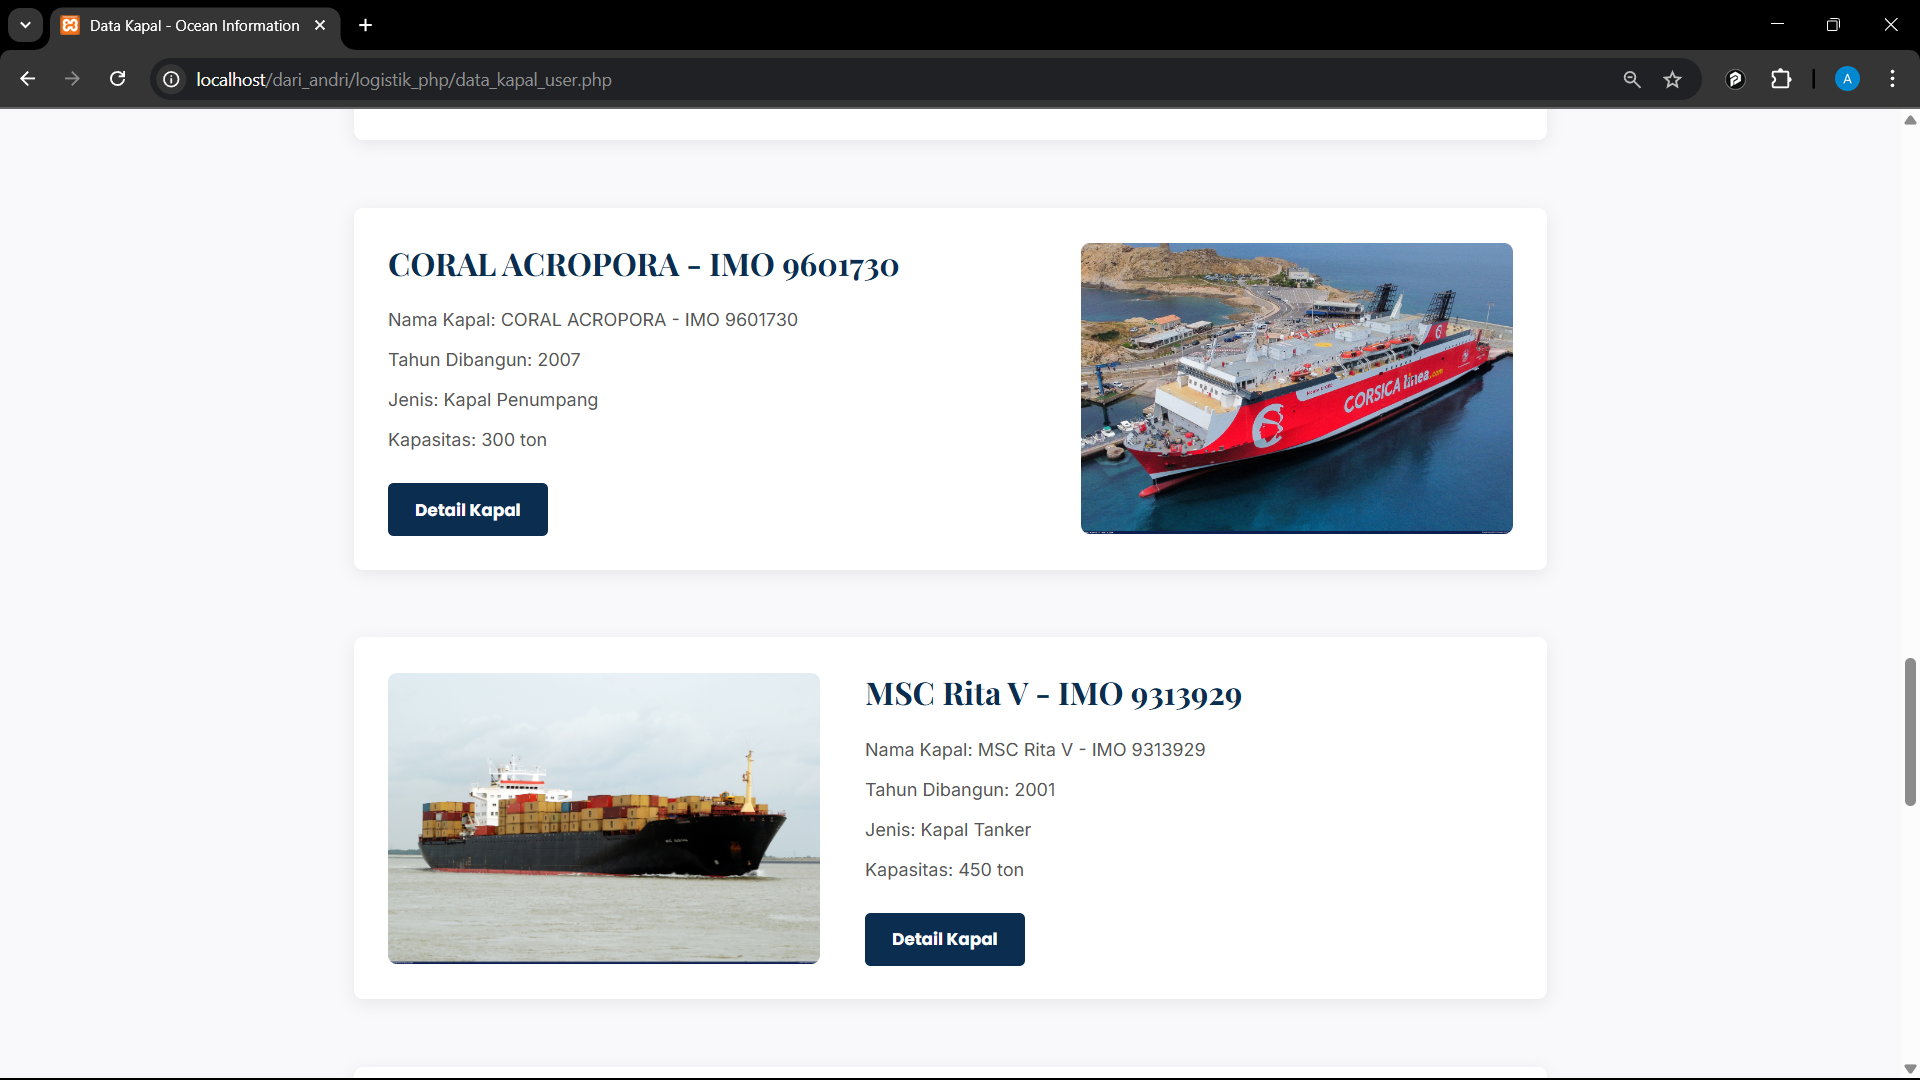 Data Kapal - Ocean Information
localhost/dari_andri/logistik_php/data_kapal_user.php
A
CORAL ACROPORA - IMO 9601730
Nama Kapal: CORAL ACROPORA - IMO 9601730
Tahun Dibangun: 2007
Jenis: Kapal Penumpang
Kapasitas: 300 ton
Detail Kapal
CORSICA linea.com
MSC Rita V - IMO 9313929
Nama Kapal: MSC Rita V - IMO 9313929
Tahun Dibangun: 2001
Jenis: Kapal Tanker
Kapasitas: 450 ton
Detail Kapal